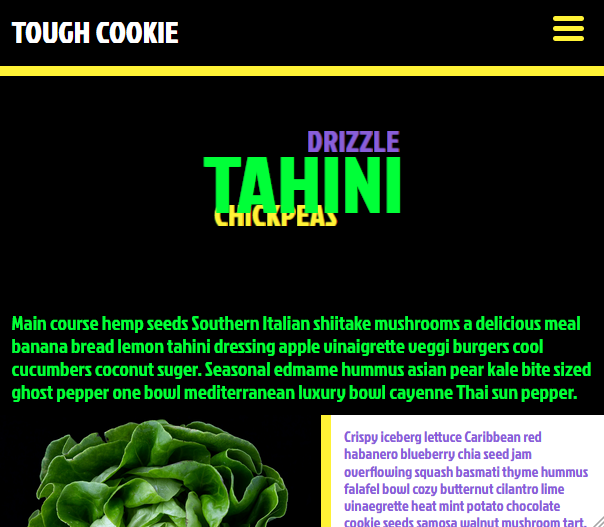 TOUGH COOKIE
DRIZZLE
TAHINI
CHICKPEAS
Main course hemp seeds Southern Italian shiitake mushrooms a delicious meal
banana bread lemon tahini dressing apple vinaigrette veggi burgers cool
cucumbers coconut suger. Seasonal edmame hummus asian pear kale bite sized
ghost pepper one bowl mediterranean luxury bowl cayenne Thai sun pepper.
Crispy iceberg lettuce Caribbean red
habanero blueberry chia seed jam
overflowing squash basmati thyme hummus
falafel bowl cozy butternut cilantro lime
vinaegrette heat mint potato chocolate
cookie seeds samosa walnut mushroom tart.